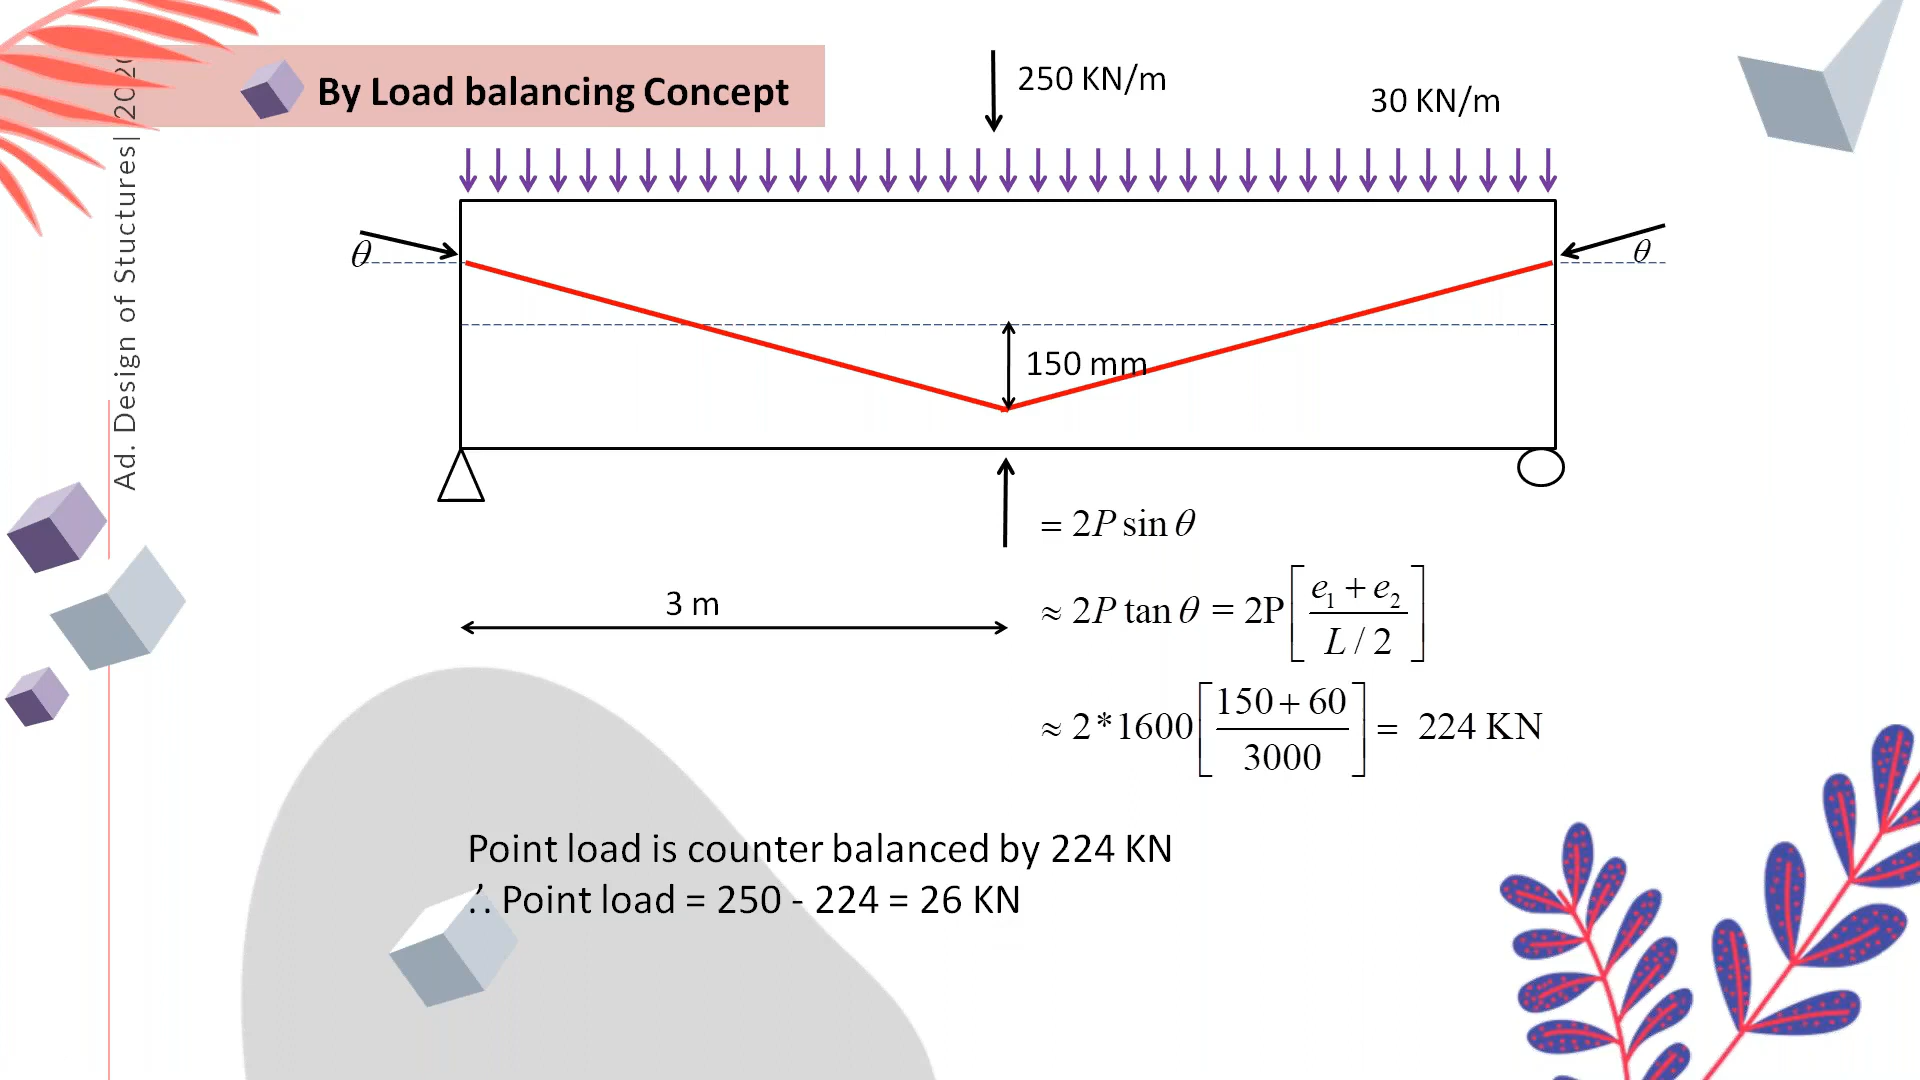 By Load balancing Concept
Ad. Design of Stuctures| 2020
250 KN/m
30 KN/m
θ
θ
150 mm
= 2P sin θ
3 m
≈ 2P tan θ = 2P[(e₁ + e₂)/(L / 2)]
≈ 2*1600[(150 + 60)/3000] = 224 KN
Point load is counter balanced by 224 KN
∴ Point load = 250 - 224 = 26 KN